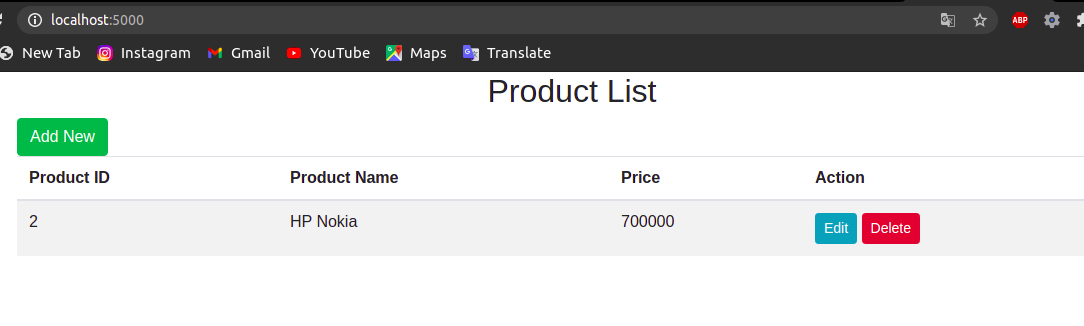 localhost:5000
ABP
New Tab Instagram Gmail YouTube Maps Translate
Product List
Add New
Product ID Product Name Price Action
2 HP Nokia 700000 Edit Delete